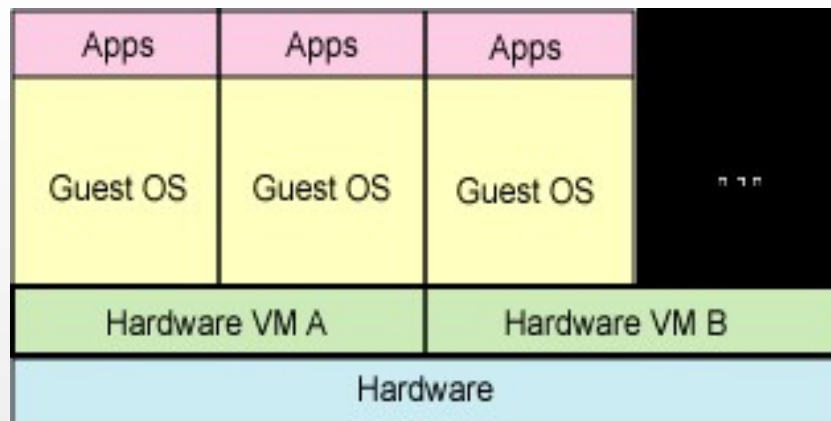 Apps Apps Apps
Guest OS Guest OS Guest OS
Hardware VM A Hardware VM B
Hardware